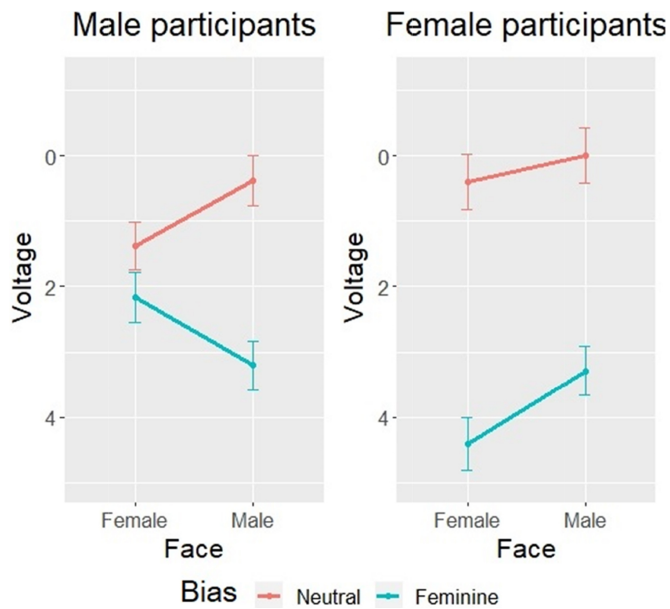 Male participants
Female participants
Voltage
0
2
4
Female Male
Face
Voltage
0
2
4
Female Male
Face
Bias Neutral Feminine